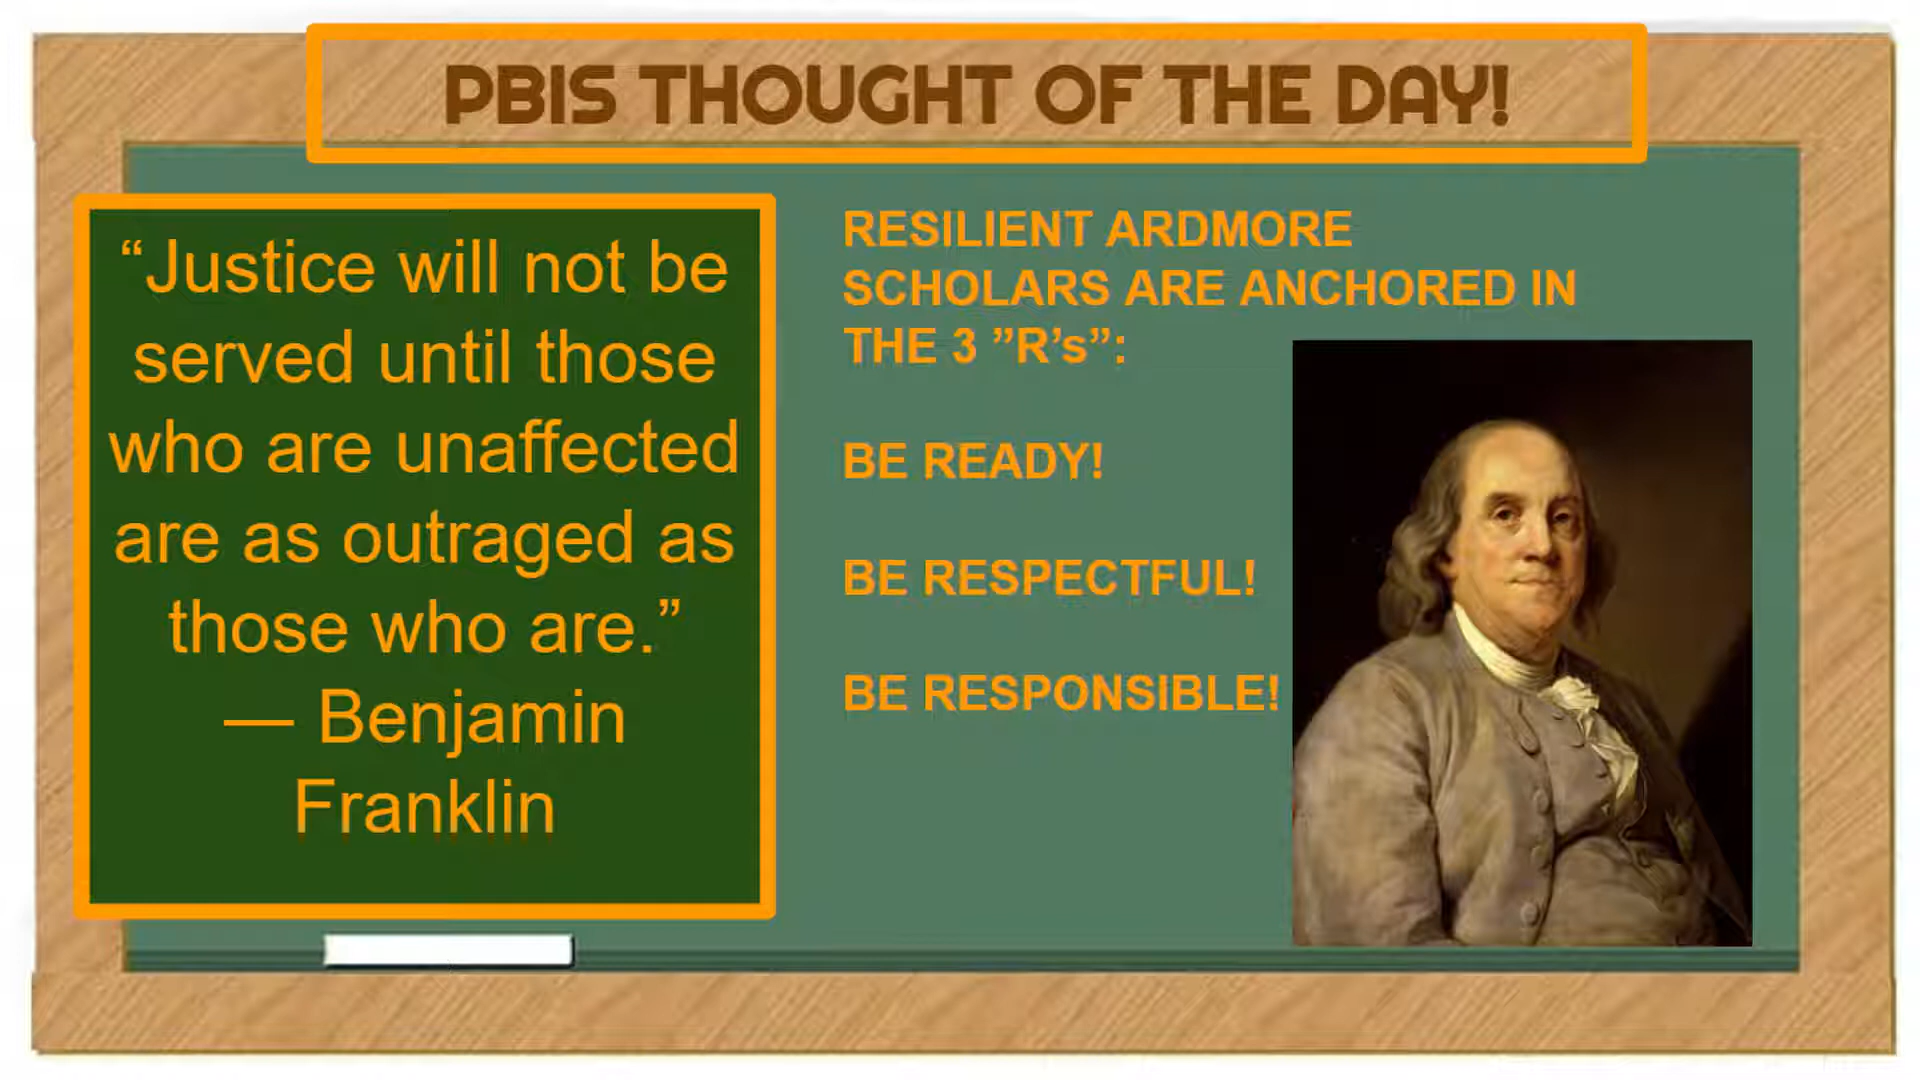 PBIS THOUGHT OF THE DAY!
“Justice will not be
served until those
who are unaffected
are as outraged as
those who are.”
— Benjamin
Franklin
RESILIENT ARDMORE
SCHOLARS ARE ANCHORED IN
THE 3 ”R’s”:
BE READY!
BE RESPECTFUL!
BE RESPONSIBLE!